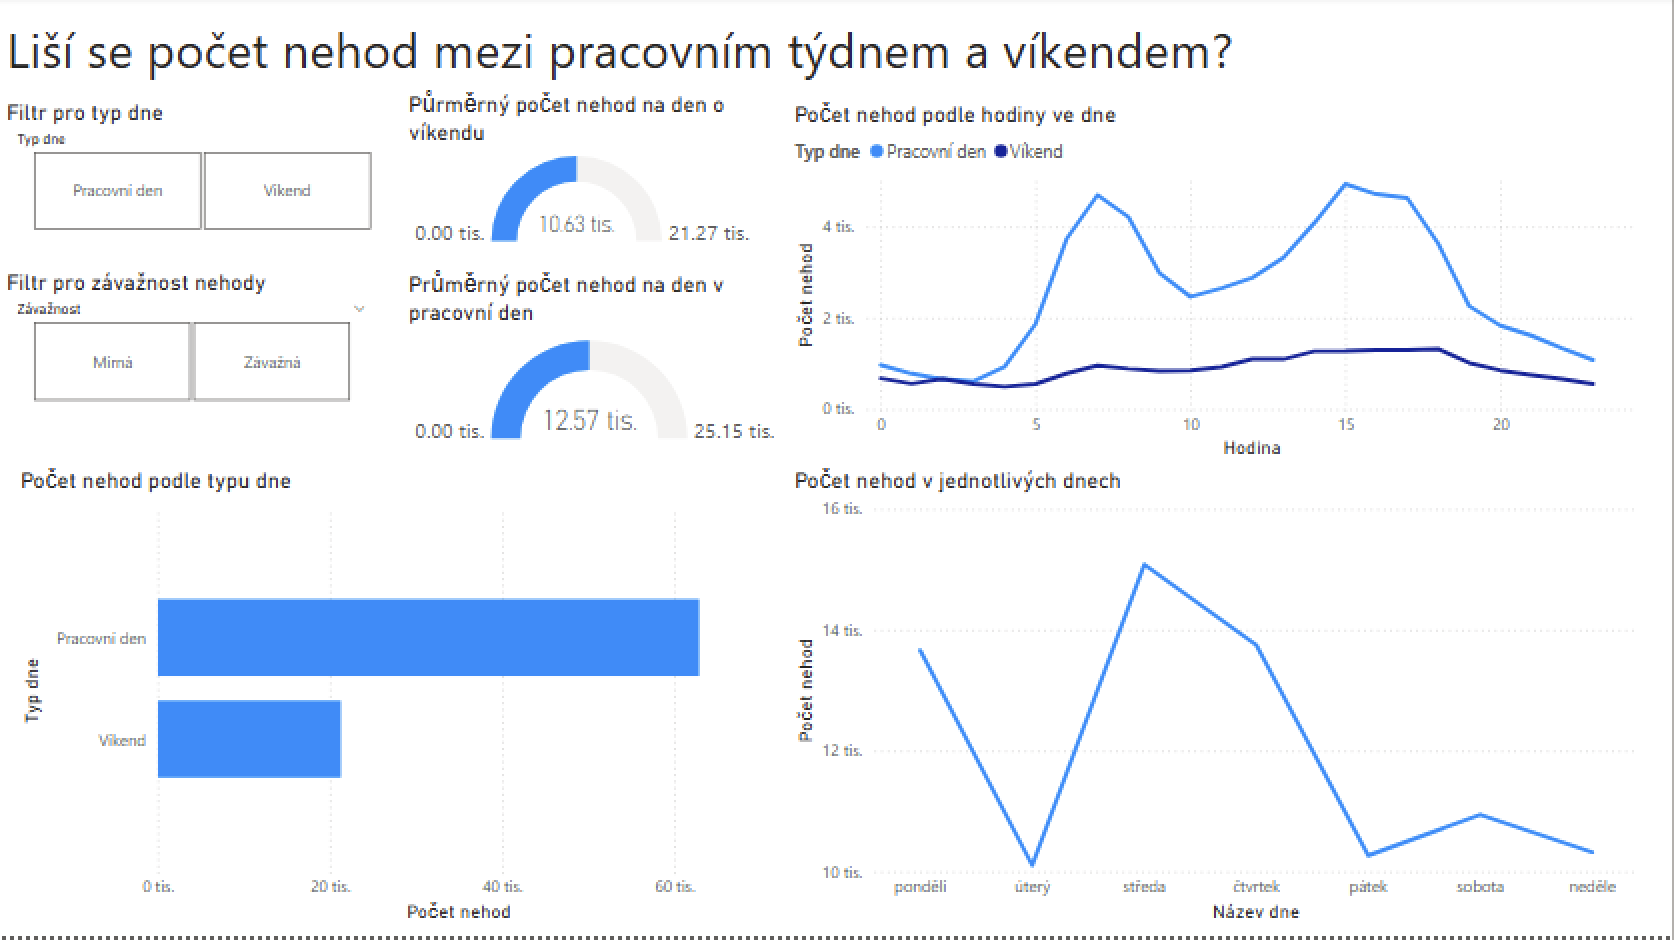 Liší se počet nehod mezi pracovním týdnem a víkendem?
Filtr pro typ dne
Typ dne
Pracovní den
Víkend
Filtr pro závažnost nehody
Závažnost
Mírná
Závažná
Půrměrný počet nehod na den o
víkendu
10.63 tis.
0.00 tis.
21.27 tis.
Průměrný počet nehod na den v
pracovní den
12.57 tis.
0.00 tis.
25.15 tis.
Počet nehod podle hodiny ve dne
Typ dne Pracovní den Víkend
Počet nehod
4 tis.
2 tis.
0 tis.
0 5 10 15 20
Hodina
Počet nehod podle typu dne
Typ dne
Pracovní den
Víkend
0 tis. 20 tis. 40 tis. 60 tis.
Počet nehod
Počet nehod v jednotlivých dnech
Počet nehod
16 tis.
14 tis.
12 tis.
10 tis.
pondělí úterý středa čtvrtek pátek sobota neděle
Název dne